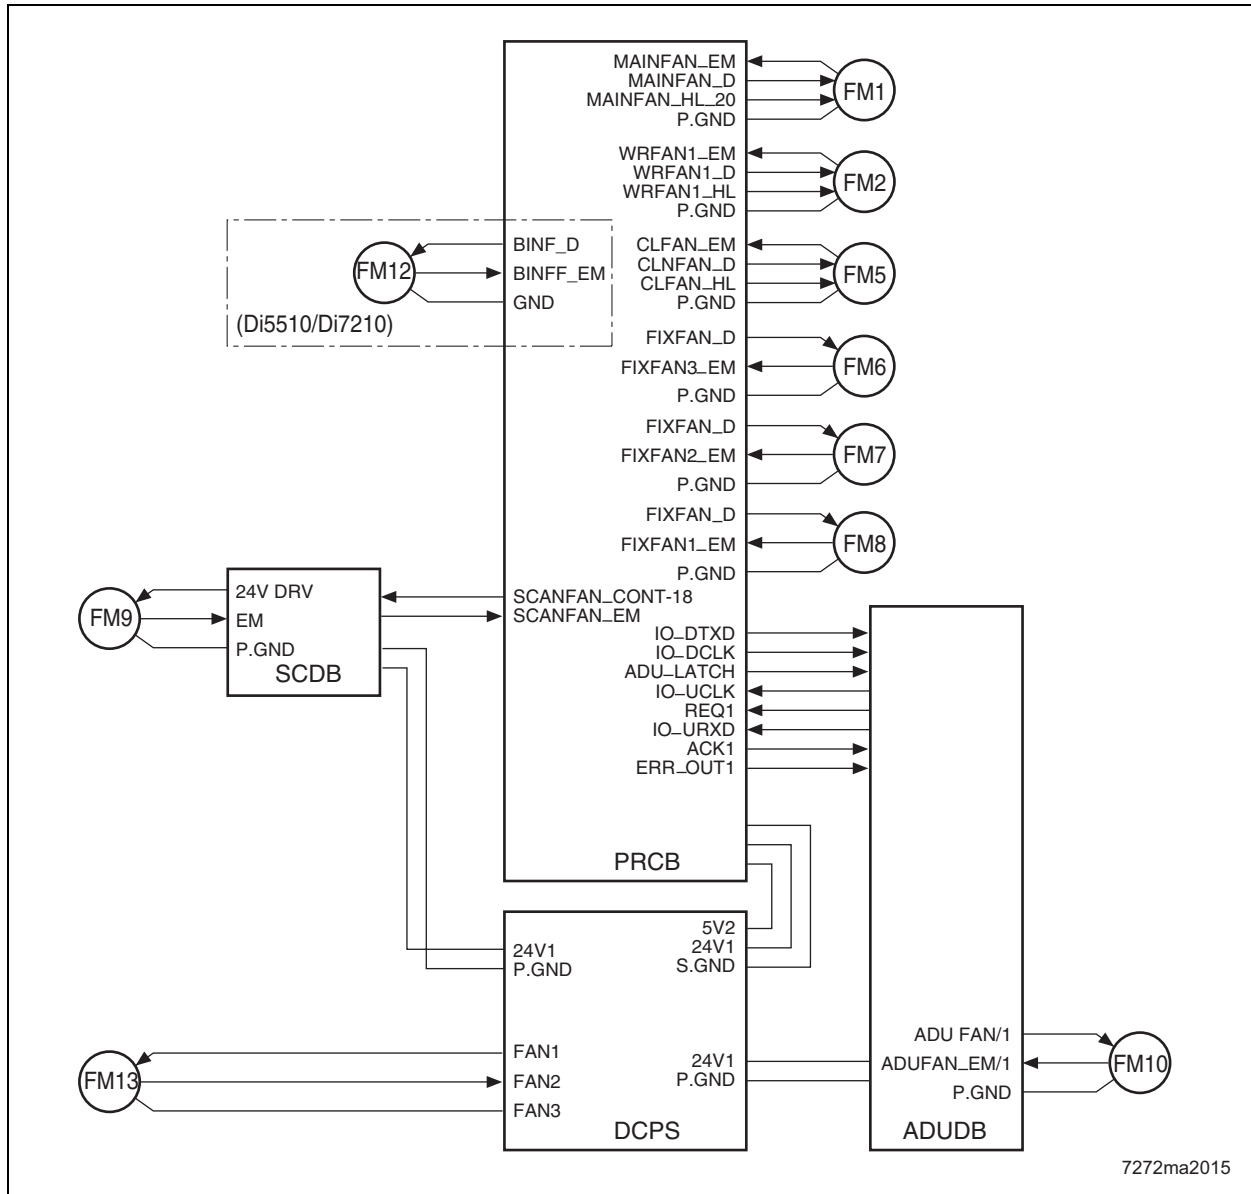 MAINFAN_EM
MAINFAN_D
MAINFAN_HL_20
P.GND
FM1
WRFAN1_EM
WRFAN1_D
WRFAN1_HL
P.GND
FM2
BINF_D
BINFF_EM
GND
FM12
(Di5510/Di7210)
CLFAN_EM
CLNFAN_D
CLFAN_HL
P.GND
FM5
FIXFAN_D
FIXFAN3_EM
P.GND
FM6
FIXFAN_D
FIXFAN2_EM
P.GND
FM7
FIXFAN_D
FIXFAN1_EM
P.GND
FM8
FM9
24V DRV
EM
P.GND
SCDB
SCANFAN_CONT-18
SCANFAN_EM
IO_DTXD
IO_DCLK
ADU_LATCH
IO_UCLK
REQ1
IO_URXD
ACK1
ERR_OUT1
PRCB
24V1
P.GND
5V2
24V1
S.GND
FM13
FAN1
FAN2
FAN3
24V1
P.GND
DCPS
ADU FAN/1
ADUFAN_EM/1
P.GND
FM10
ADUDB
7272ma2015